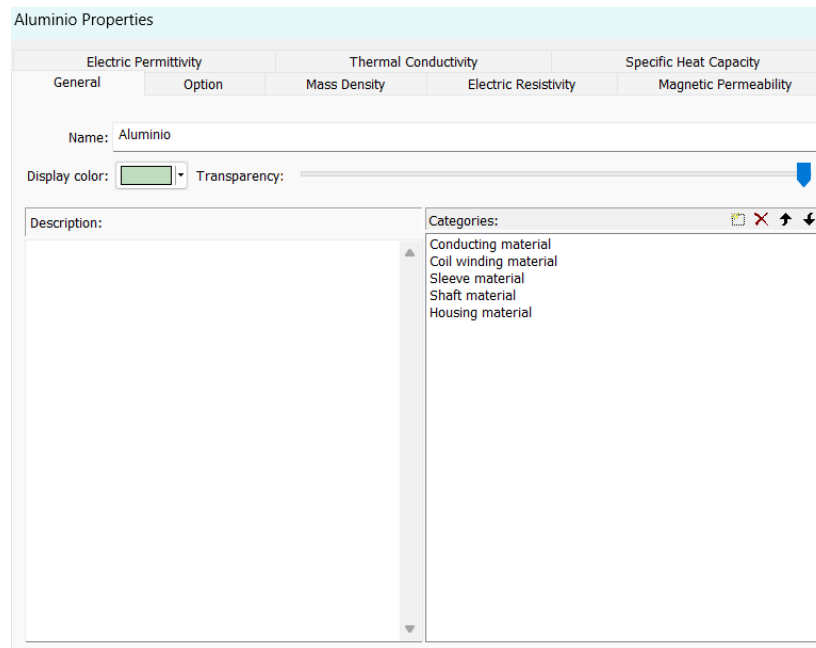 Aluminio Properties
Electric Permittivity Thermal Conductivity Specific Heat Capacity
General Option Mass Density Electric Resistivity Magnetic Permeability
Name: Aluminio
Display color: Transparency:
Description: Categories:
Conducting material
Coil winding material
Sleeve material
Shaft material
Housing material